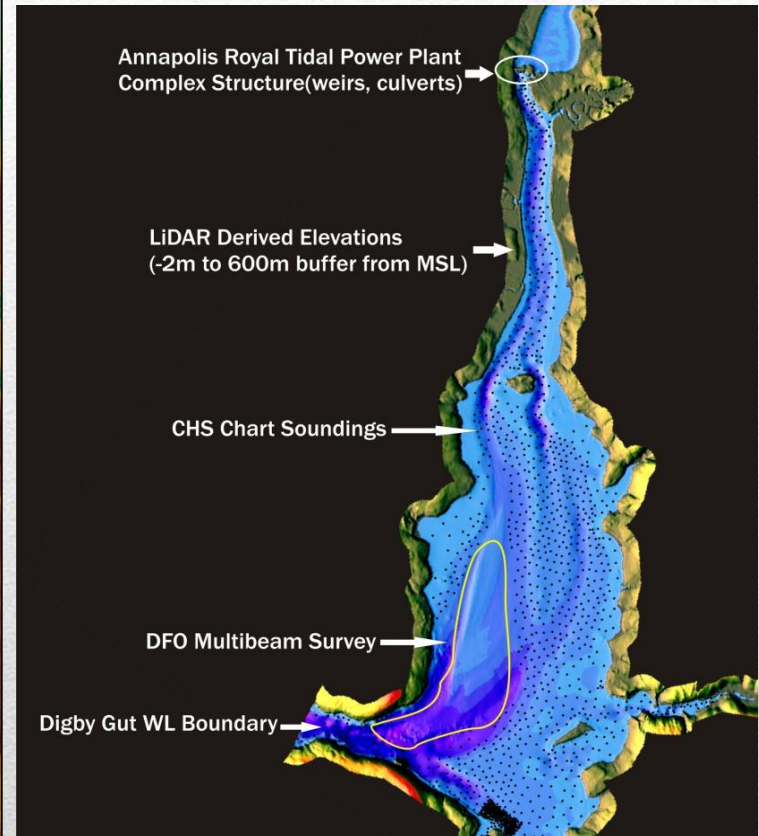 Annapolis Royal Tidal Power Plant
Complex Structure(weirs, culverts)
LiDAR Derived Elevations
(-2m to 600m buffer from MSL)
CHS Chart Soundings
DFO Multibeam Survey
Digby Gut WL Boundary